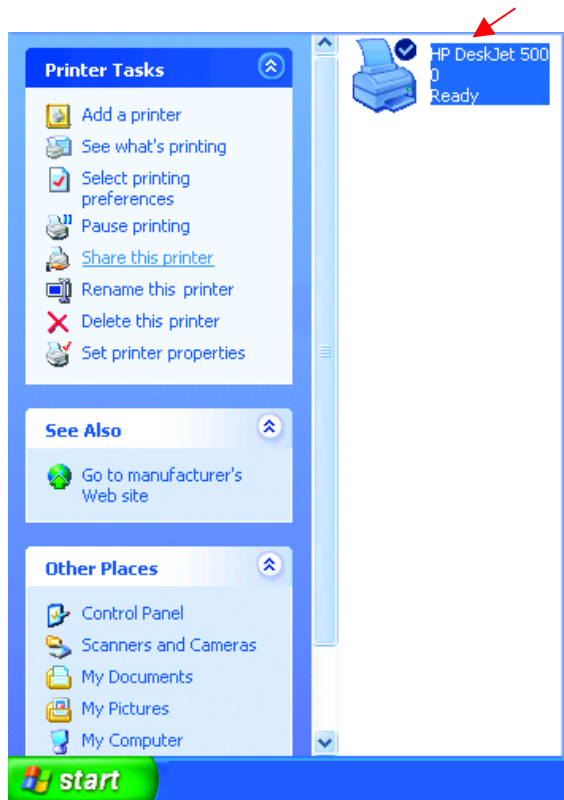 Printer Tasks
Add a printer
See what's printing
Select printing
preferences
Pause printing
Share this printer
Rename this printer
Delete this printer
Set printer properties
See Also
Go to manufacturer's
Web site
Other Places
Control Panel
Scanners and Cameras
My Documents
My Pictures
My Computer
HP DeskJet 500
0
Ready
start